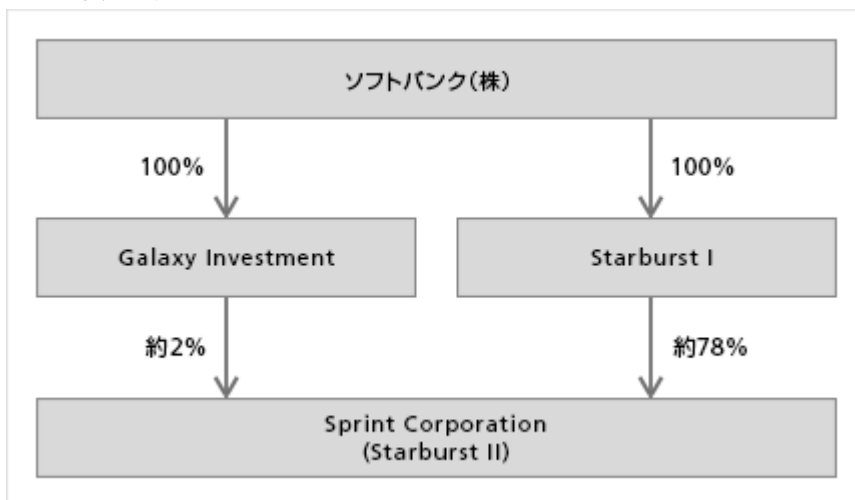 ソフトバンク(株)
100%
100%
Galaxy Investment
Starburst I
約2%
約78%
Sprint Corporation
(Starburst II)